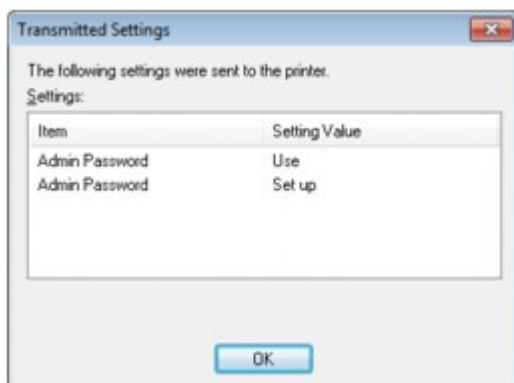 Transmitted Settings
The following settings were sent to the printer.
Settings:
Item Setting Value
Admin Password Use
Admin Password Set up
OK